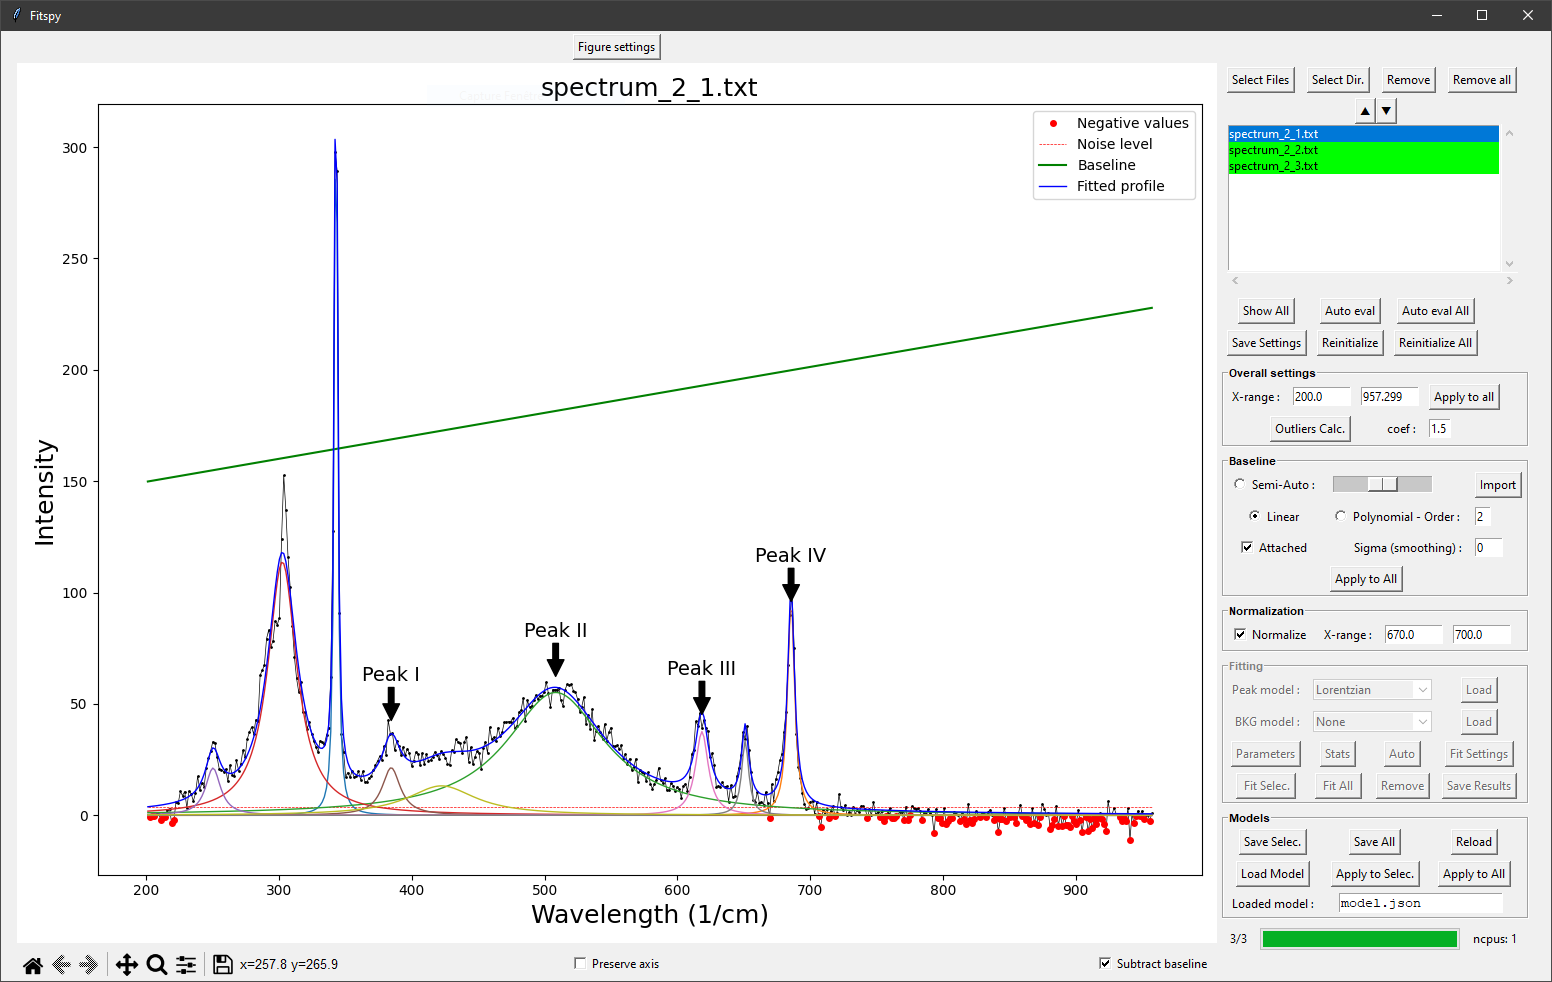 Fitspy
Figure settings
spectrum_2_1.txt
Negative values
Noise level
Baseline
Fitted profile
300
250
200
150
100
50
0
Intensity
Peak I
Peak II
Peak III
Peak IV
200 300 400 500 600 700 800 900
Wavelength (1/cm)
x=257.8 y=265.9
Preserve axis
Subtract baseline
Select Files Select Dir. Remove Remove all
▲ ▼
spectrum_2_1.txt
spectrum_2_2.txt
spectrum_2_3.txt
Show All Auto eval Auto eval All
Save Settings Reinitialize Reinitialize All
Overall settings
X-range : 200.0 957.299 Apply to all
Outliers Calc. coef : 1.5
Baseline
Semi-Auto : Import
Linear Polynomial - Order : 2
Attached Sigma (smoothing) : 0
Apply to All
Normalization
Normalize X-range : 670.0 700.0
Fitting
Peak model : Lorentzian Load
BKG model : None Load
Parameters Stats Auto Fit Settings
Fit Selec. Fit All Remove Save Results
Models
Save Selec. Save All Reload
Load Model Apply to Selec. Apply to All
Loaded model : model.json
3/3 ncpus: 1